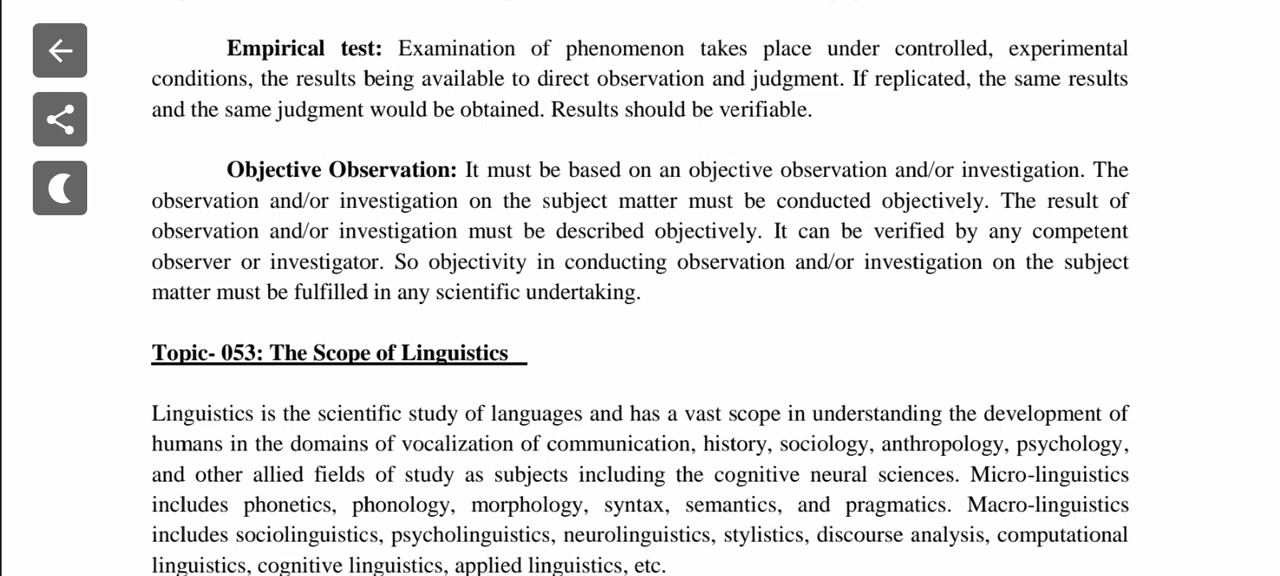 Empirical test: Examination of phenomenon takes place under controlled, experimental
conditions, the results being available to direct observation and judgment. If replicated, the same results
and the same judgment would be obtained. Results should be verifiable.
Objective Observation: It must be based on an objective observation and/or investigation. The
observation and/or investigation on the subject matter must be conducted objectively. The result of
observation and/or investigation must be described objectively. It can be verified by any competent
observer or investigator. So objectivity in conducting observation and/or investigation on the subject
matter must be fulfilled in any scientific undertaking.
Topic- 053: The Scope of Linguistics
Linguistics is the scientific study of languages and has a vast scope in understanding the development of
humans in the domains of vocalization of communication, history, sociology, anthropology, psychology,
and other allied fields of study as subjects including the cognitive neural sciences. Micro-linguistics
includes phonetics, phonology, morphology, syntax, semantics, and pragmatics. Macro-linguistics
includes sociolinguistics, psycholinguistics, neurolinguistics, stylistics, discourse analysis, computational
linguistics, cognitive linguistics, applied linguistics, etc.